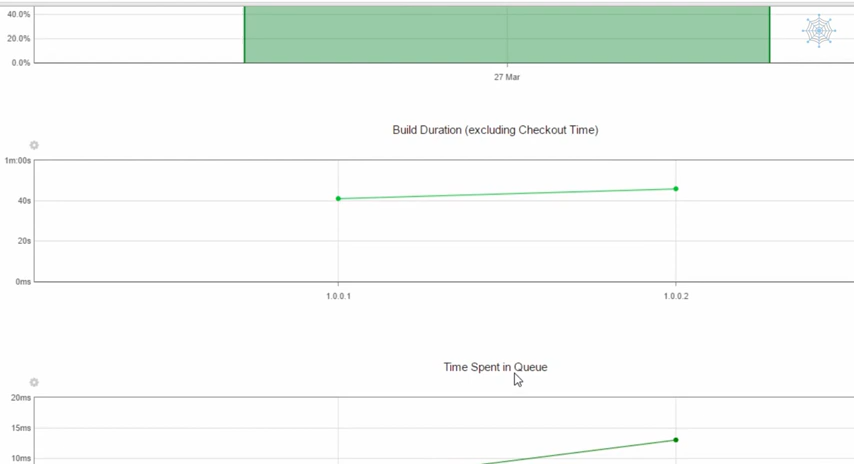 40.0%
20.0%
0.0%
27 Mar
Build Duration (excluding Checkout Time)
1m:00s
40s
20s
0ms
1.0.0.1 1.0.0.2
Time Spent in Queue
20ms
15ms
10ms